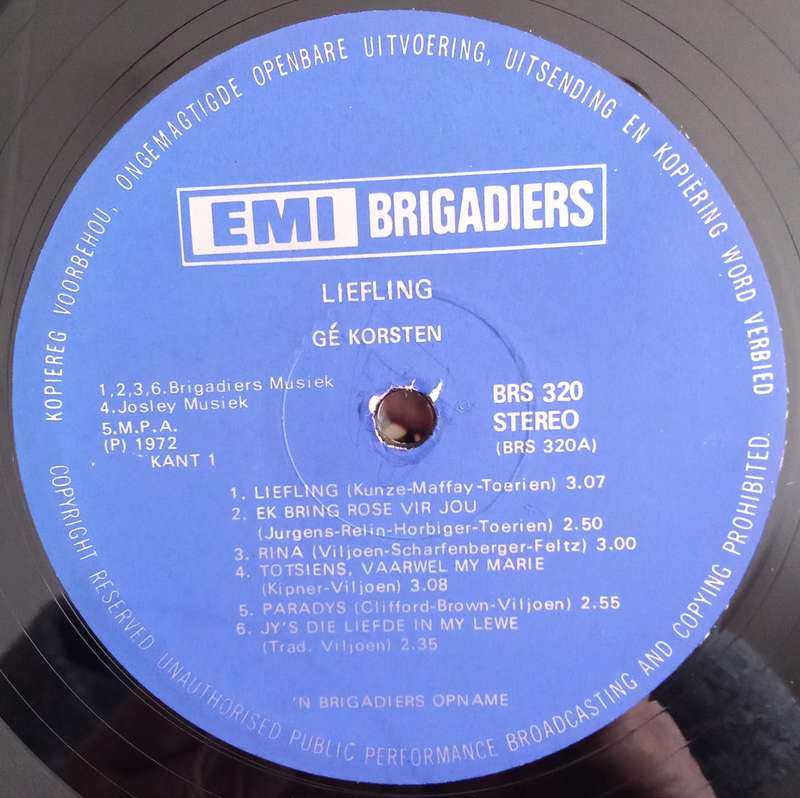 KOPIEREG VOORBEHOU, ONGEMAGTIGDE OPENBARE UITVOERING, UITSENDING EN KOPIERING WORD VERBIED
EMI BRIGADIERS
LIEFLING
GÉ KORSTEN
1,2,3,6.Brigadiers Musiek
4.Josley Musiek
5.M.P.A.
(P) 1972
KANT 1
BRS 320
STEREO
(BRS 320A)
1. LIEFLING (Kunze-Maffay-Toerien) 3.07
2. EK BRING ROSE VIR JOU
(Jurgens-Relin-Horbiger-Toerien) 2.50
3. RINA (Viljoen-Scharfenberger-Feltz) 3.00
4. TOTSIENS, VAARWEL MY MARIE
(Kipner-Viljoen) 3.08
5. PARADYS (Clifford-Brown-Viljoen) 2.55
6. JY'S DIE LIEFDE IN MY LEWE
(Trad. Viljoen) 2.35
'N BRIGADIERS OPNAME
COPYRIGHT RESERVED UNAUTHORISED PUBLIC PERFORMANCE BROADCASTING AND COPYING PROHIBITED.